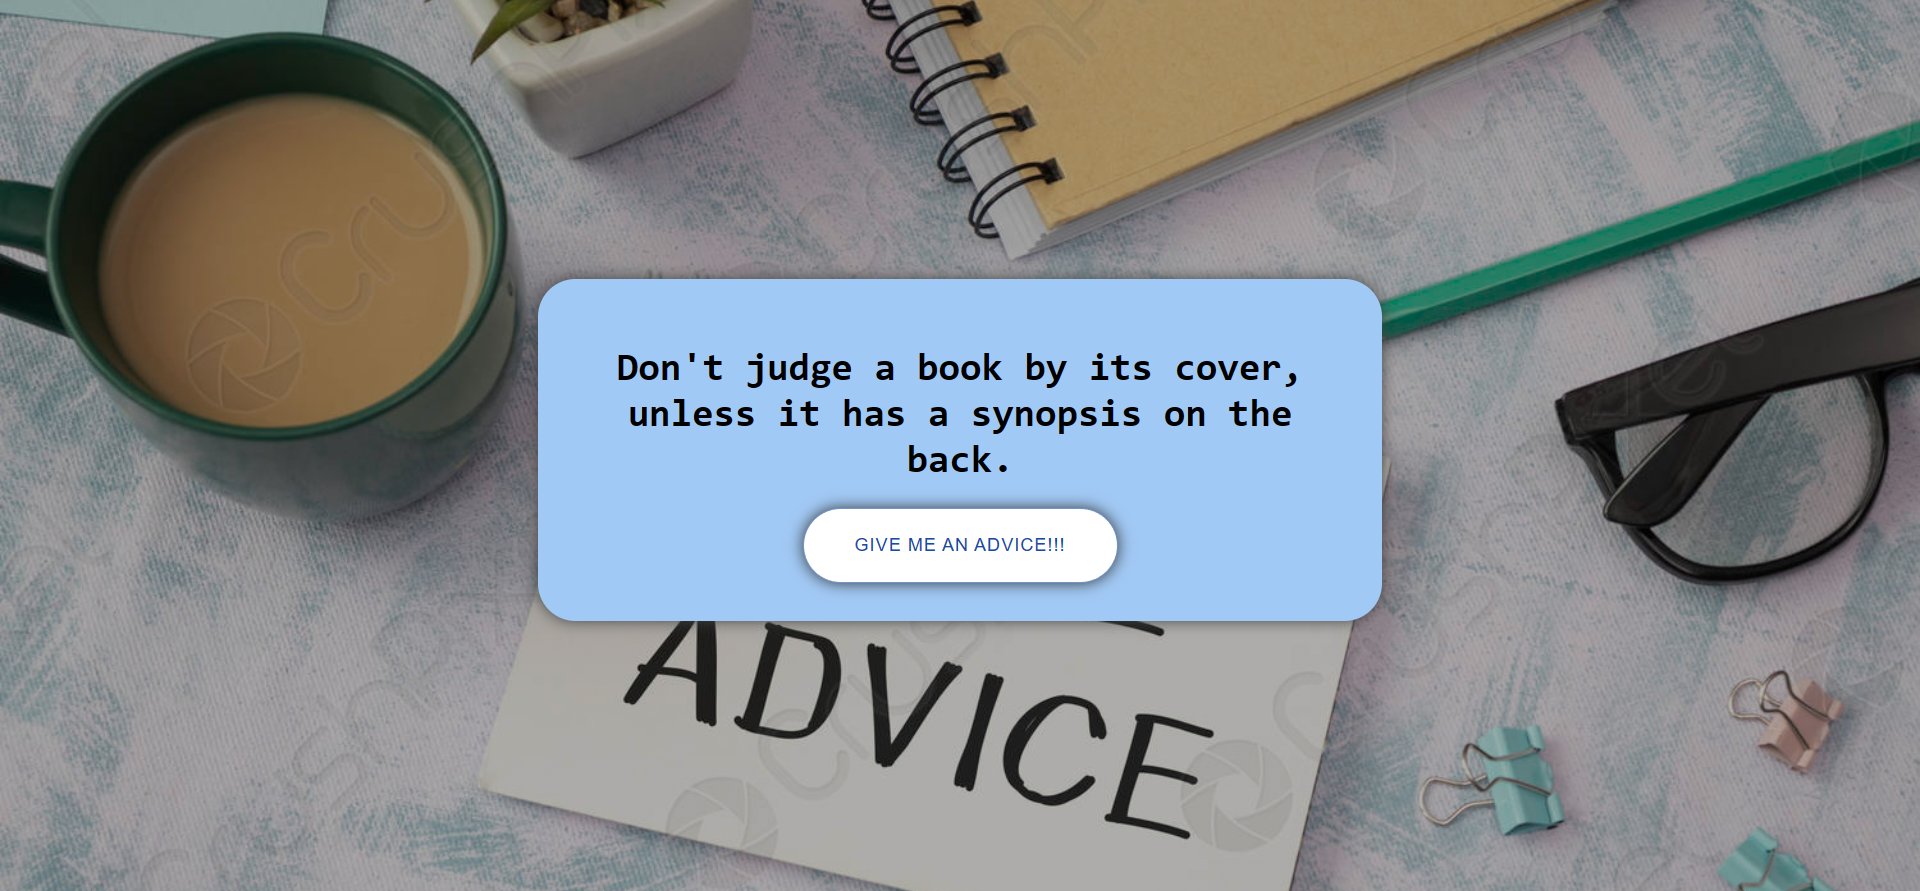 Don't judge a book by its cover,
unless it has a synopsis on the
back.
GIVE ME AN ADVICE!!!
ADVICE